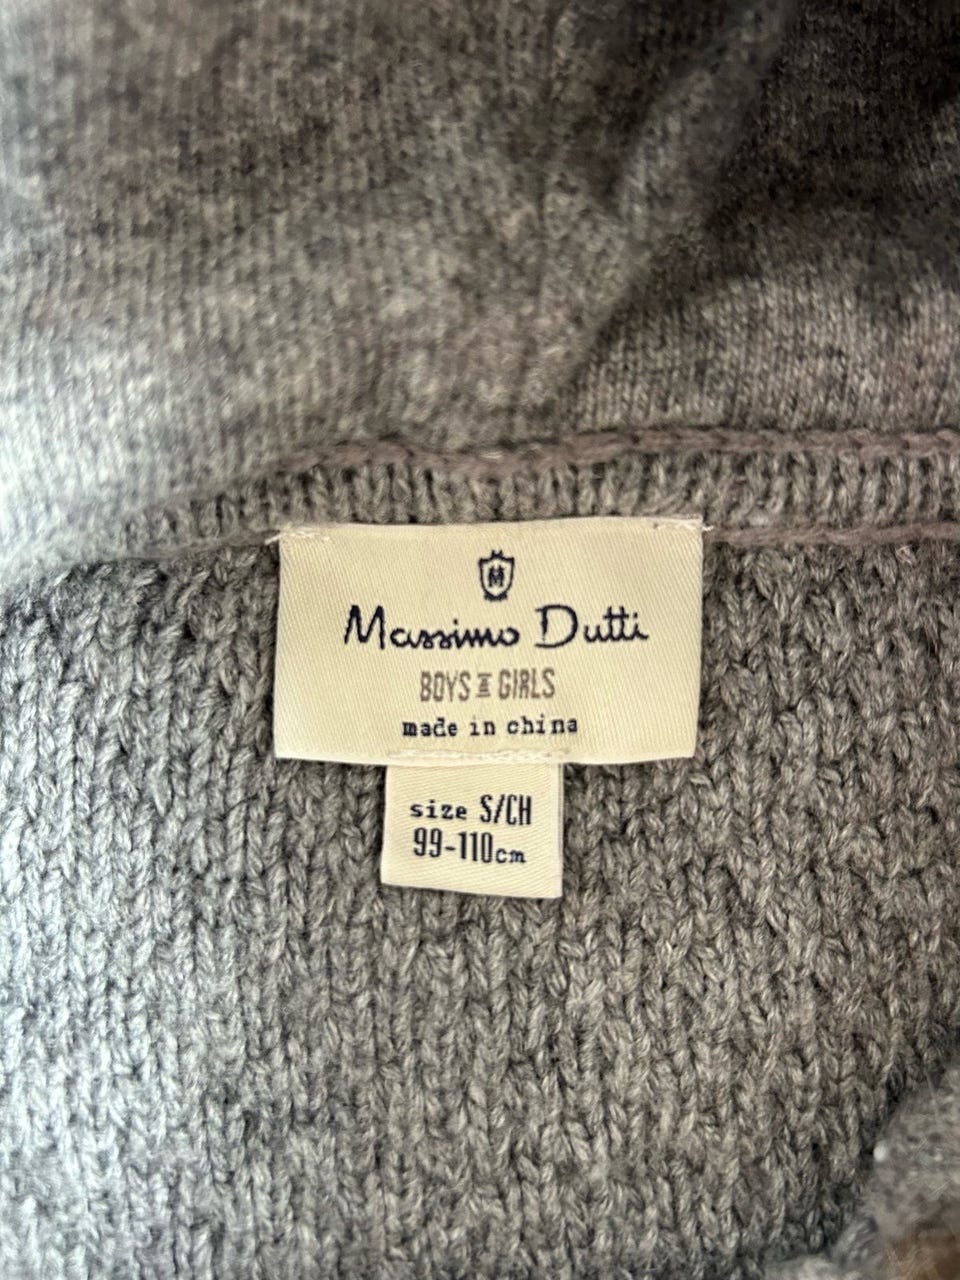 M
Massimo Dutti
BOYS & GIRLS
made in china
size S/CH
99-110cm